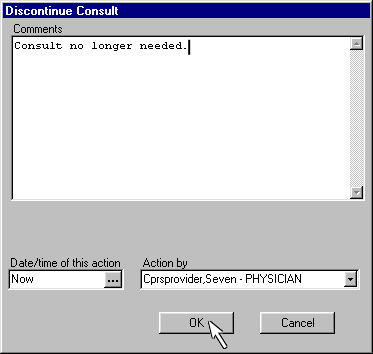 Discontinue Consult
Comments
Consult no longer needed.
Date/time of this action Action by
Now ... Cprsprovider,Seven - PHYSICIAN
OK Cancel